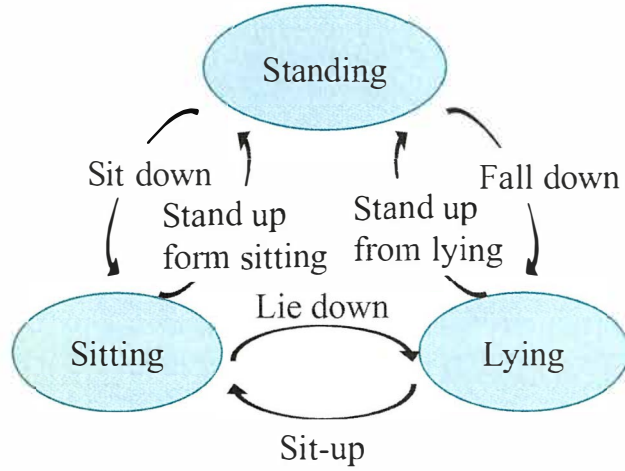 Standing
Sit down
Fall down
Stand up
form sitting
Stand up
from lying
Lie down
Sitting
Lying
Sit-up